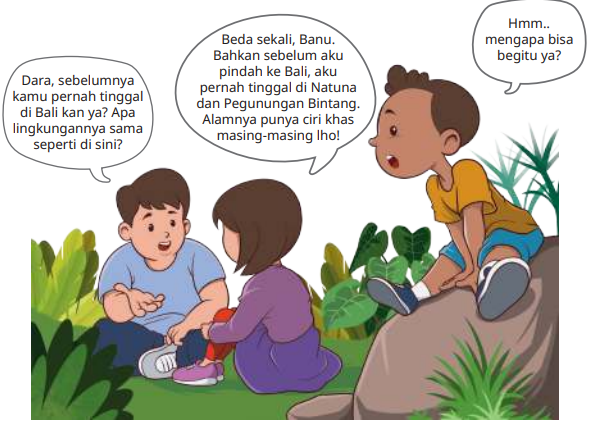 Dara, sebelumnya
kamu pernah tinggal
di Bali kan ya? Apa
lingkungannya sama
seperti di sini?
Beda sekali, Banu.
Bahkan sebelum aku
pindah ke Bali, aku
pernah tinggal di Natuna
dan Pegunungan Bintang.
Alamnya punya ciri khas
masing-masing lho!
Hmm..
mengapa bisa
begitu ya?